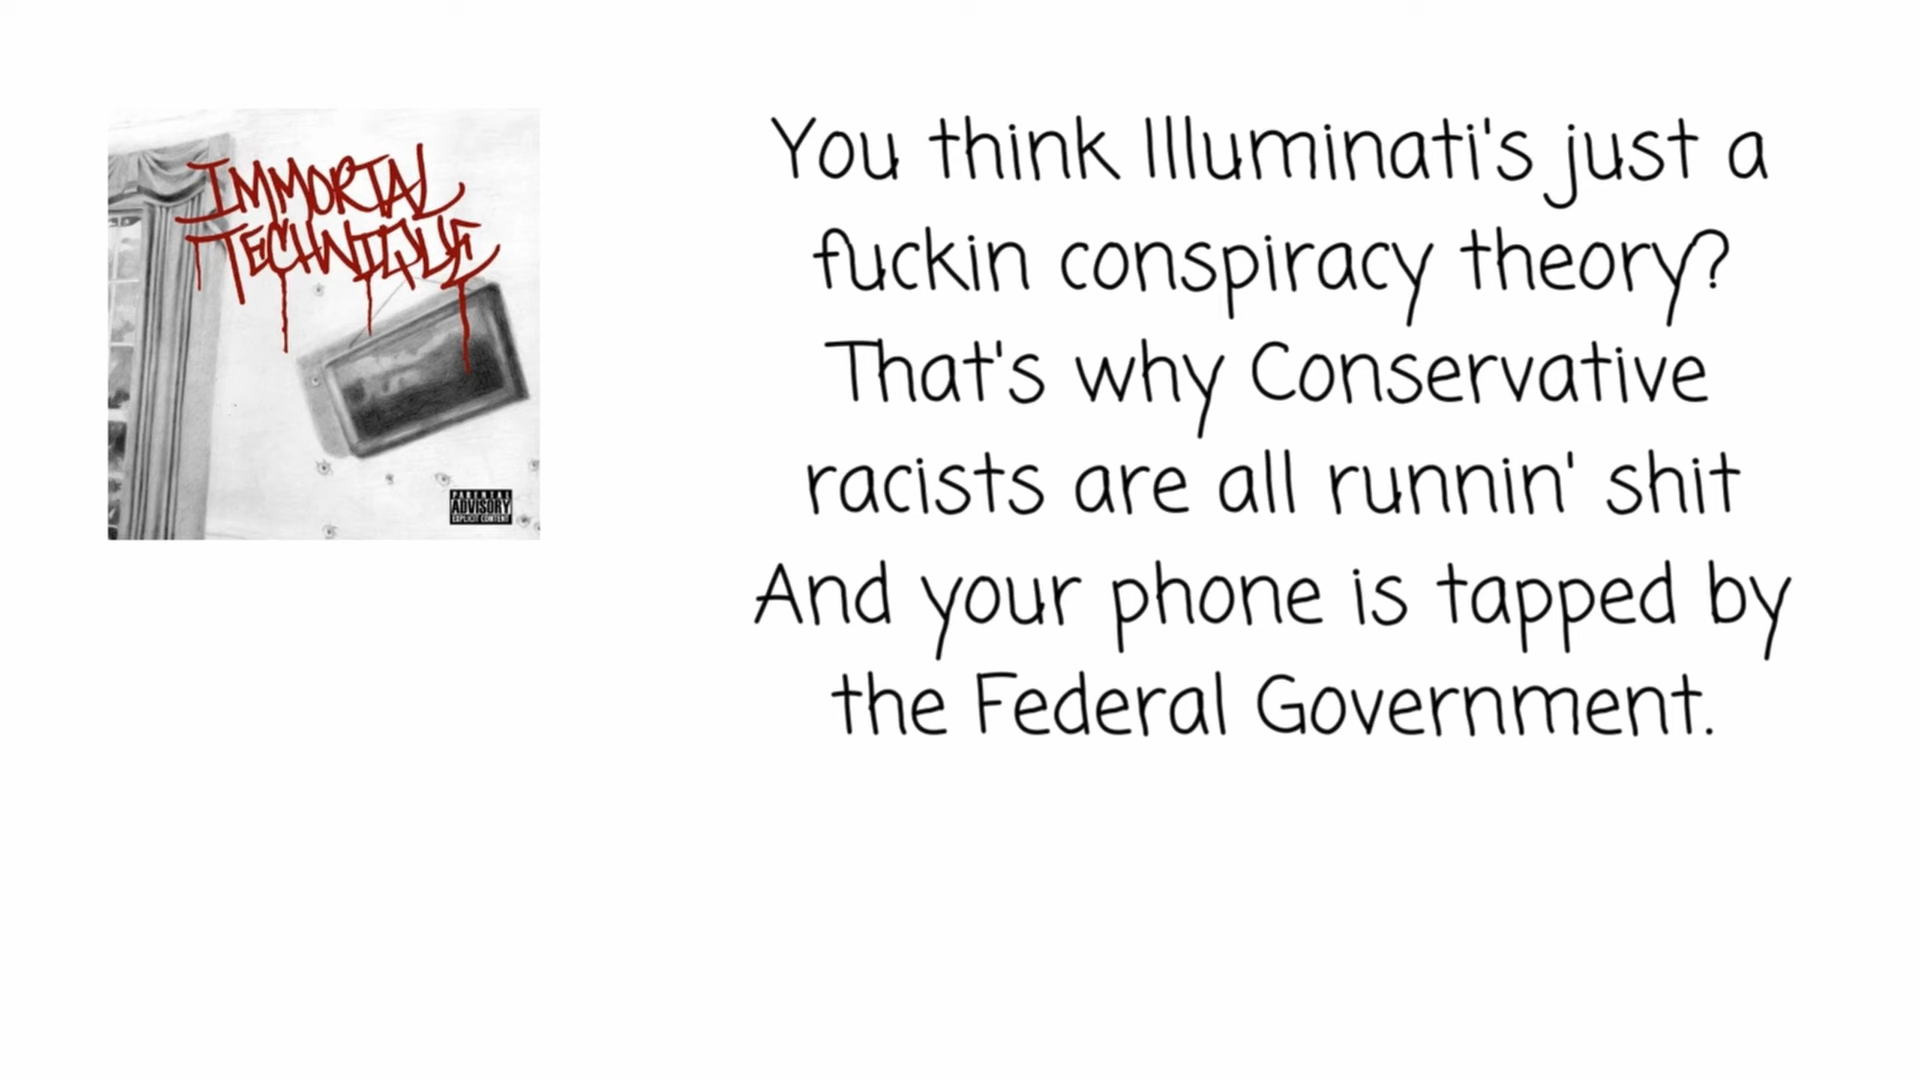 IMMORTAL
TECHNIQUE
PARENTAL
ADVISORY
EXPLICIT CONTENT
You think Illuminati's just a
fuckin conspiracy theory?
That's why Conservative
racists are all runnin' shit
And your phone is tapped by
the Federal Government.